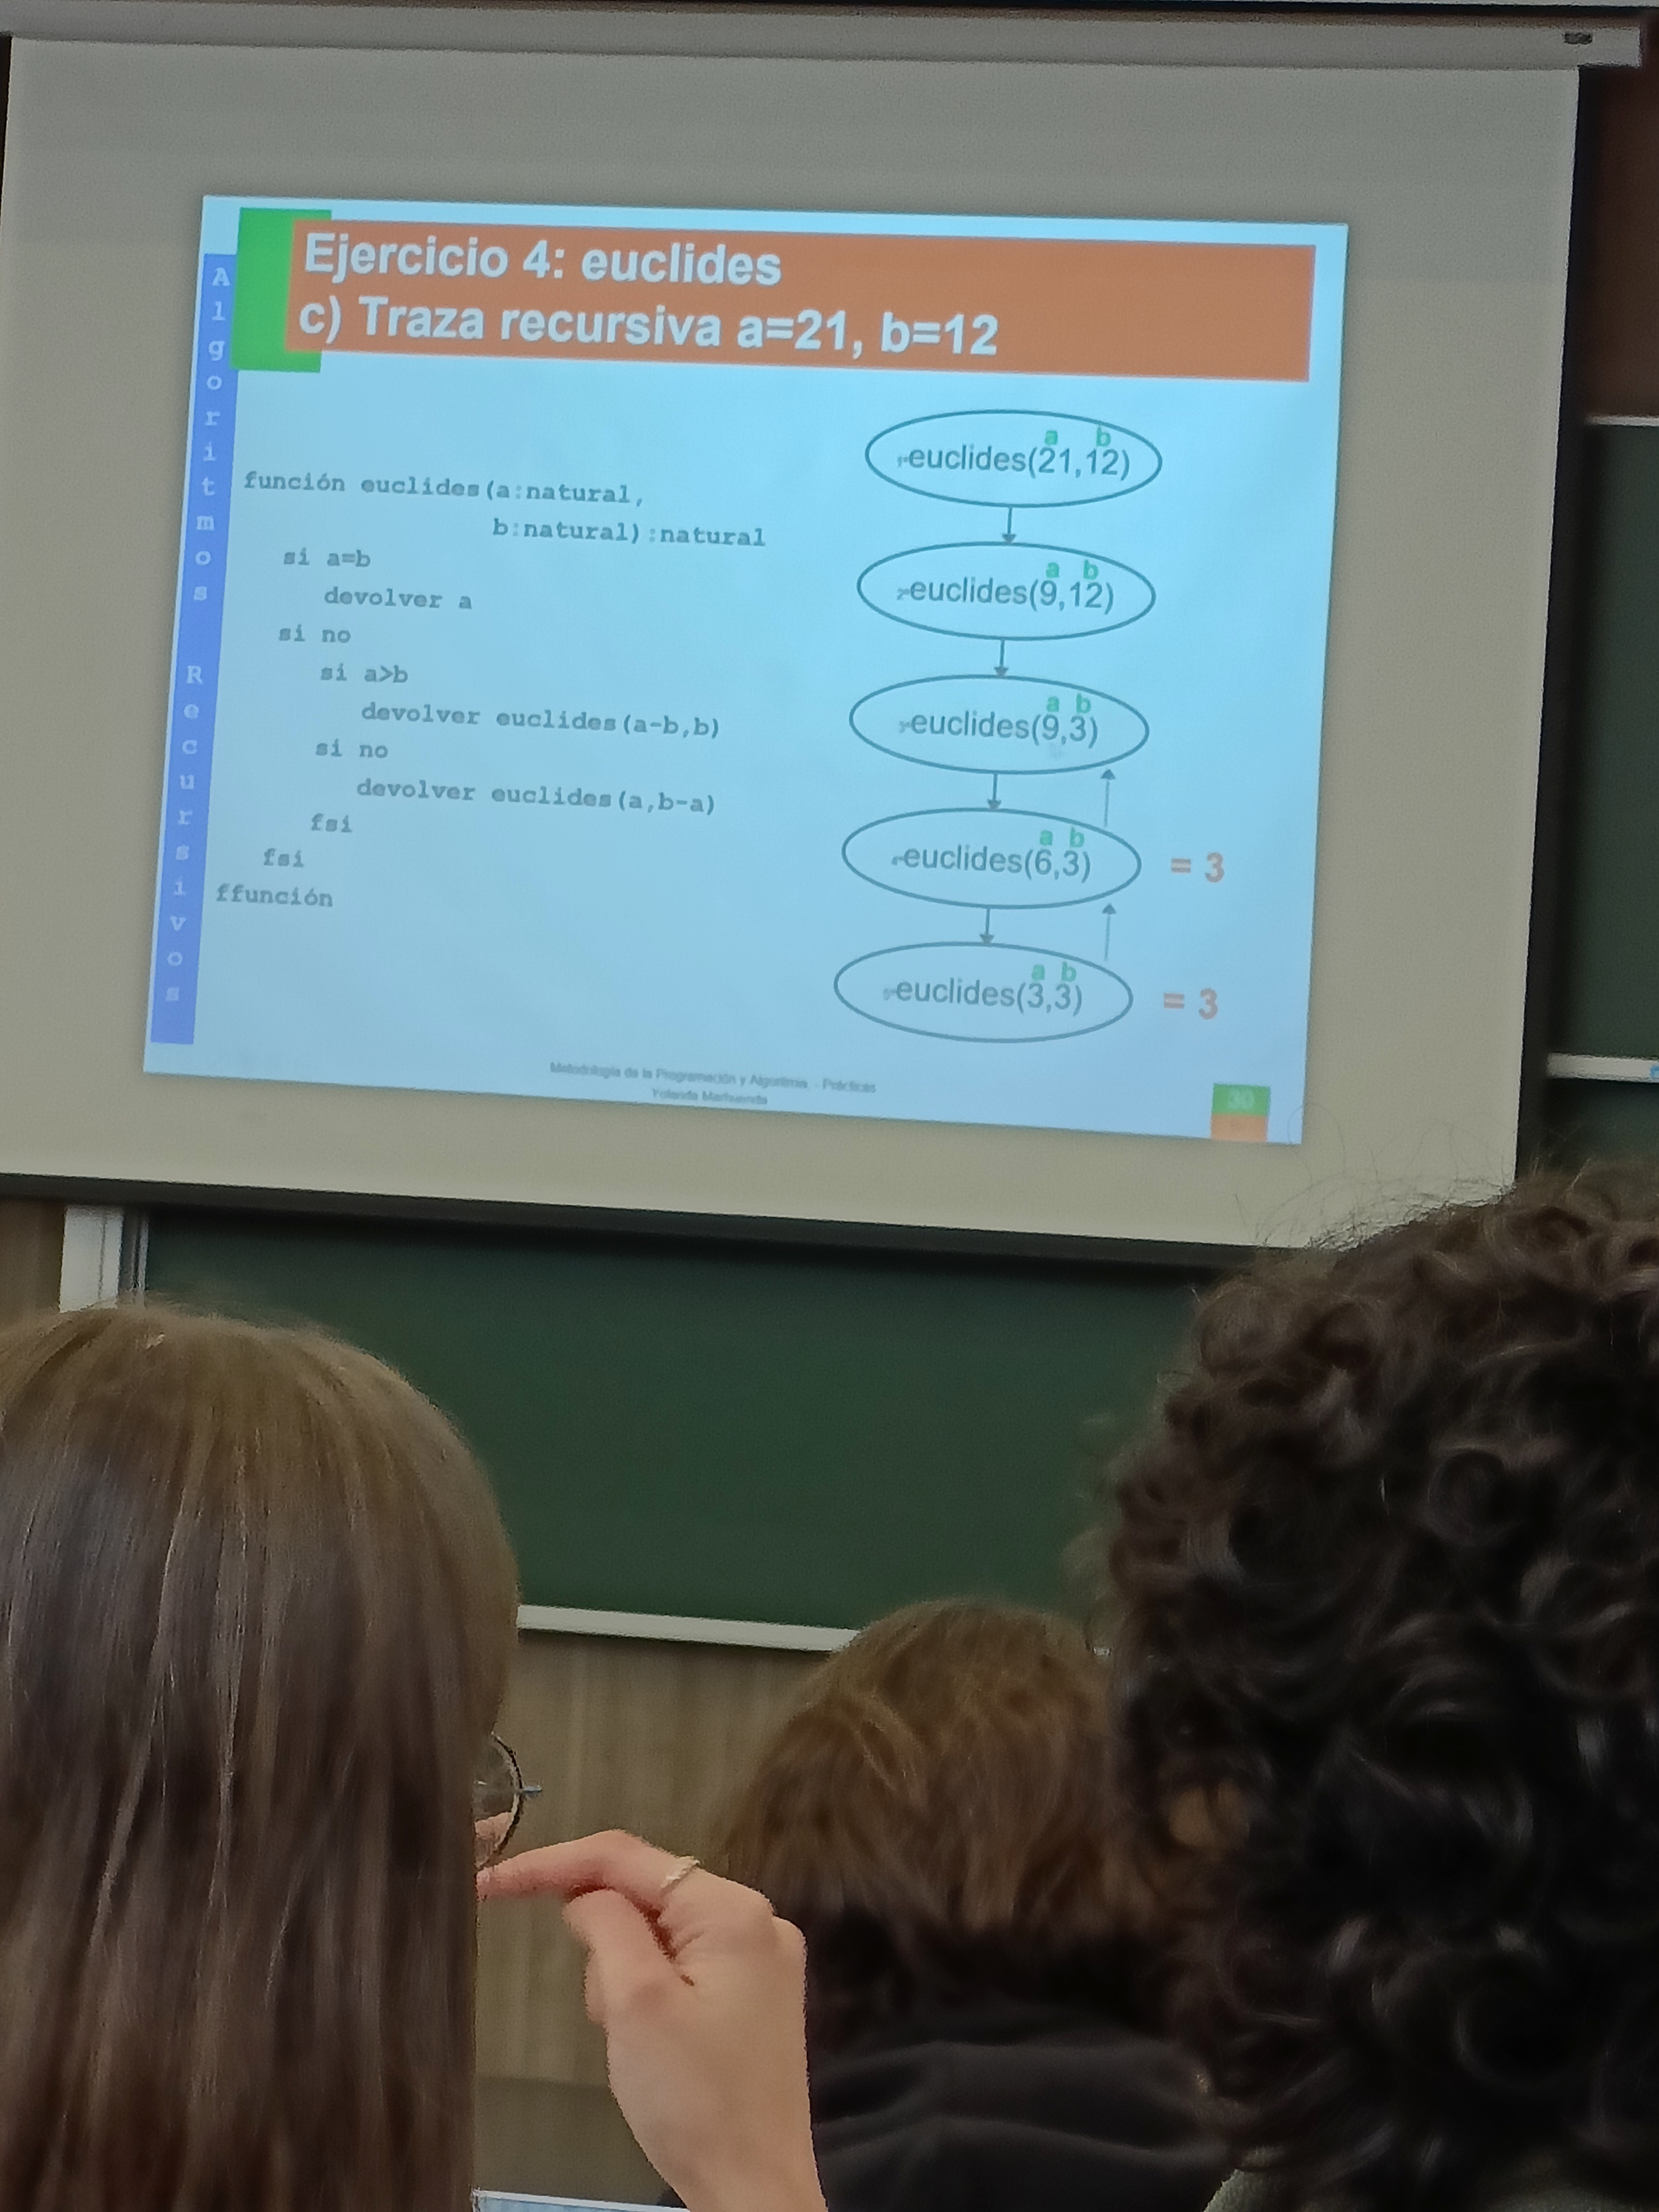 Ejercicio 4: euclides
c) Traza recursiva a=21, b=12
Algoritmos Recursivos
función euclides(a:natural,
b:natural):natural
si a=b
devolver a
si no
si a>b
devolver euclides(a-b,b)
si no
devolver euclides(a,b-a)
fsi
fsi
ffunción
a b
euclides(21,12)
a b
euclides(9,12)
a b
euclides(9,3)
a b
euclides(6,3) = 3
a b
euclides(3,3) = 3
Metodología de la Programación y Algoritmia - Prácticas
Yolanda Marhuenda
30